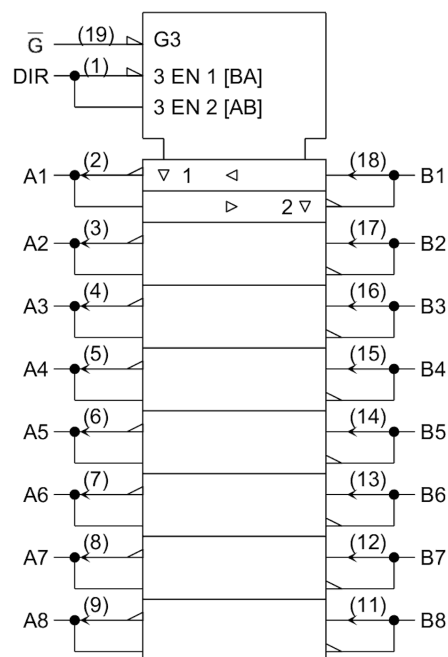 G̅ (19) G3
DIR (1) 3 EN 1 [BA]
3 EN 2 [AB]
A1 (2) ▽ 1 ◁ (18) B1
▷ 2 ▽
A2 (3) (17) B2
A3 (4) (16) B3
A4 (5) (15) B4
A5 (6) (14) B5
A6 (7) (13) B6
A7 (8) (12) B7
A8 (9) (11) B8